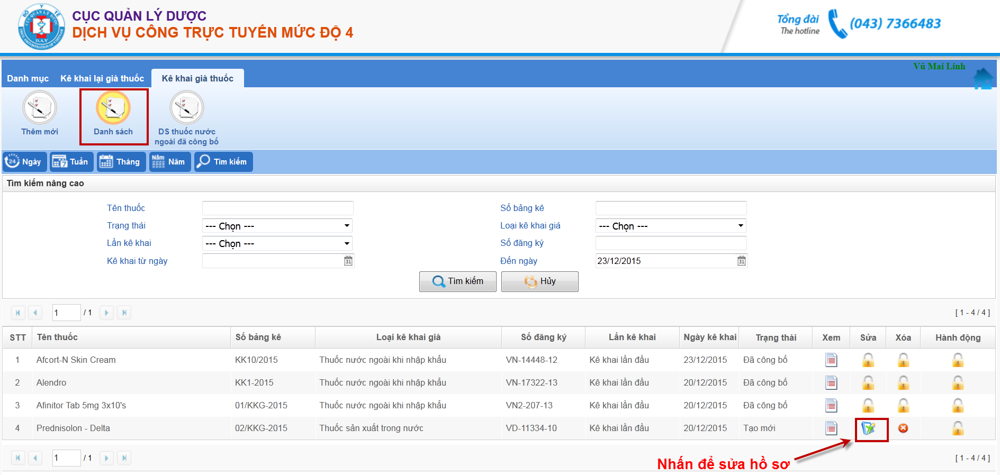 CỤC QUẢN LÝ DƯỢC
DỊCH VỤ CÔNG TRỰC TUYẾN MỨC ĐỘ 4
Tổng đài
The hotline
(043) 7366483
Vũ Mai Linh
Danh mục Kê khai lại giá thuốc Kê khai giá thuốc
Thêm mới Danh sách DS thuốc nước
ngoài đã công bố
Ngày Tuần Tháng Năm Tìm kiếm
Tìm kiếm nâng cao
Tên thuốc Số bảng kê
Trạng thái --- Chọn --- Loại kê khai giá --- Chọn ---
Lần kê khai --- Chọn --- Số đăng ký
Kê khai từ ngày Đến ngày 23/12/2015
Tìm kiếm Hủy
1 / 1 [ 1 - 4 / 4 ]
STT Tên thuốc Số bảng kê Loại kê khai giá Số đăng ký Lần kê khai Ngày kê khai Trạng thái Xem Sửa Xóa Hành động
1 Afcort-N Skin Cream KK10/2015 Thuốc nước ngoài khi nhập khẩu VN-14448-12 Kê khai lần đầu 23/12/2015 Đã công bố
2 Alendro KK1-2015 Thuốc nước ngoài khi nhập khẩu VN-17322-13 Kê khai lần đầu 20/12/2015 Đã công bố
3 Afinitor Tab 5mg 3x10's 01/KKG-2015 Thuốc nước ngoài khi nhập khẩu VN2-207-13 Kê khai lần đầu 20/12/2015 Đã công bố
4 Prednisolon - Delta 02/KKG-2015 Thuốc sản xuất trong nước VD-11334-10 Kê khai lần đầu 20/12/2015 Tạo mới
1 / 1 [ 1 - 4 / 4 ]
Nhấn để sửa hồ sơ